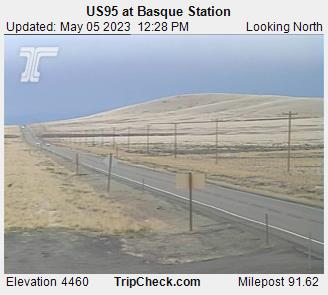 US95 at Basque Station
Updated: May 05 2023 12:28 PM Looking North
Elevation 4460 TripCheck.com Milepost 91.62